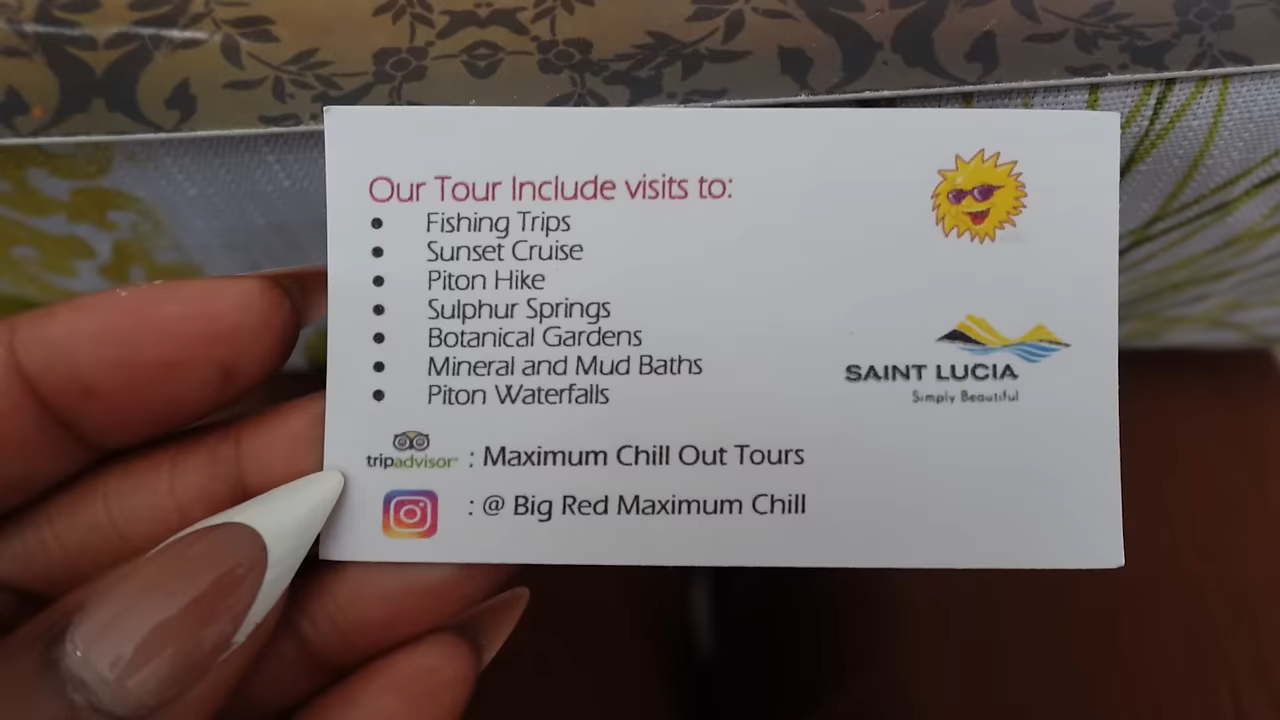 Our Tour Include visits to:
• Fishing Trips
• Sunset Cruise
• Piton Hike
• Sulphur Springs
• Botanical Gardens
• Mineral and Mud Baths
• Piton Waterfalls
SAINT LUCIA
Simply Beautiful
tripadvisor : Maximum Chill Out Tours
: @ Big Red Maximum Chill